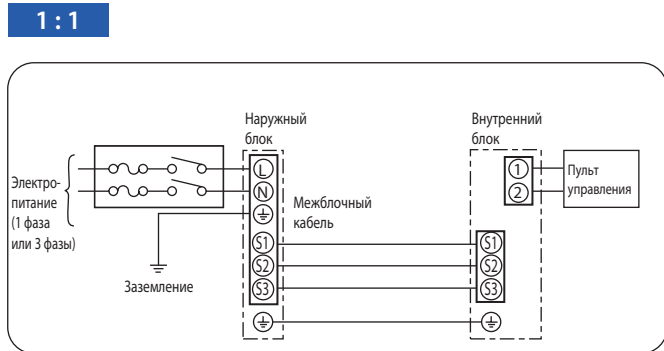 1 : 1
Наружный
блок
Внутренний
блок
Электро-
питание
(1 фаза
или 3 фазы)
Заземление
L
N
S1
S2
S3
Межблочный
кабель
1
2
S1
S2
S3
Пульт
управления